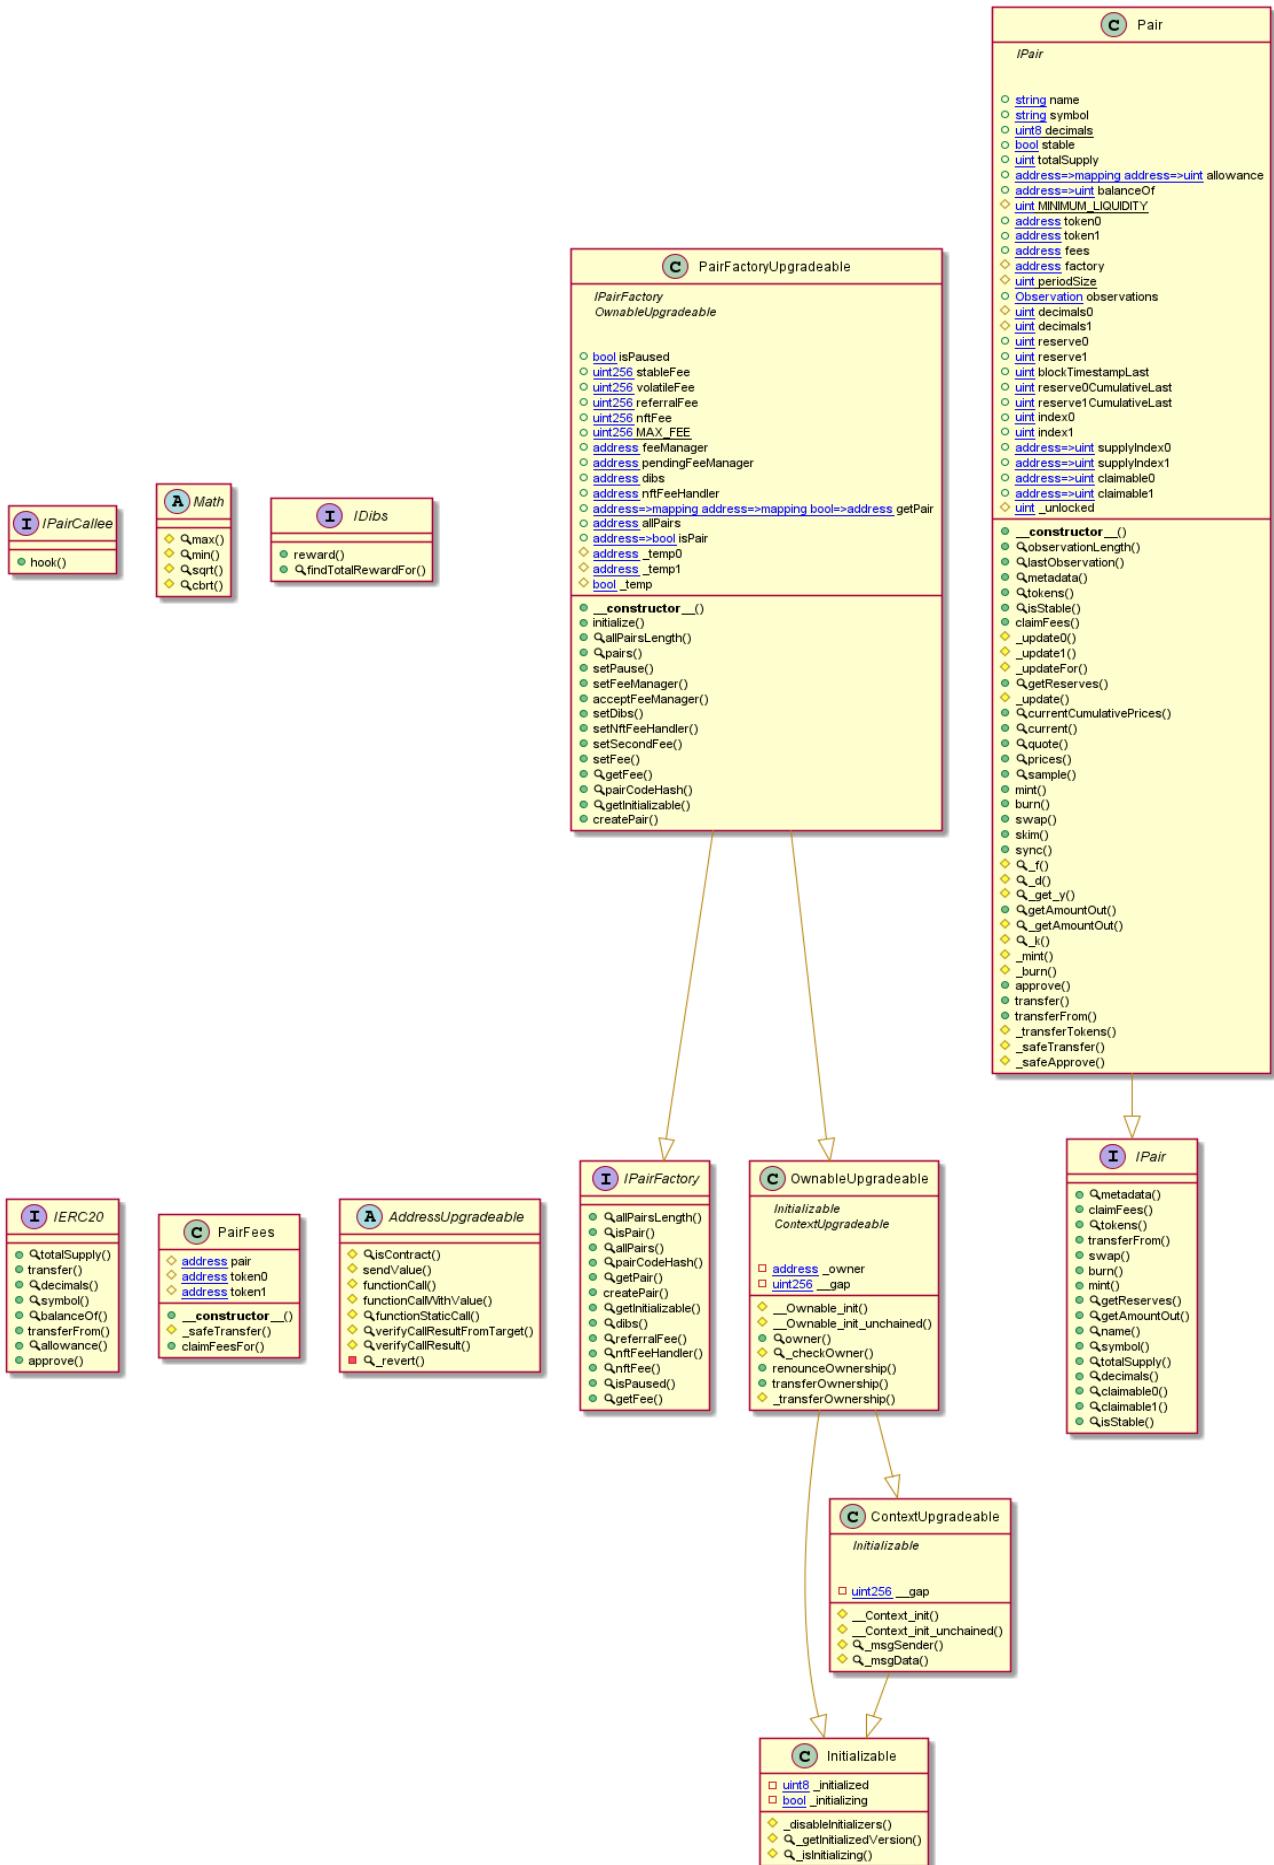 C Pair
IPair
string name
string symbol
uint8 decimals
bool stable
uint totalSupply
address=>mapping address=>uint allowance
address=>uint balanceOf
uint MINIMUM_LIQUIDITY
address token0
address token1
address fees
address factory
uint periodSize
Observation observations
uint decimals0
uint decimals1
uint reserve0
uint reserve1
uint blockTimestampLast
uint reserve0CumulativeLast
uint reserve1CumulativeLast
uint index0
uint index1
address=>uint supplyIndex0
address=>uint supplyIndex1
address=>uint claimable0
address=>uint claimable1
uint _unlocked
__constructor__()
observationLength()
lastObservation()
metadata()
tokens()
isStable()
claimFees()
_update0()
_update1()
_updateFor()
getReserves()
_update()
currentCumulativePrices()
current()
quote()
prices()
sample()
mint()
burn()
swap()
skim()
sync()
_f()
_d()
_get_y()
getAmountOut()
_getAmountOut()
_k()
_mint()
_burn()
approve()
transfer()
transferFrom()
_transferTokens()
_safeTransfer()
_safeApprove()
C PairFactoryUpgradeable
IPairFactory
OwnableUpgradeable
bool isPaused
uint256 stableFee
uint256 volatileFee
uint256 referralFee
uint256 nftFee
uint256 MAX_FEE
address feeManager
address pendingFeeManager
address dibs
address nftFeeHandler
address=>mapping address=>mapping bool=>address getPair
address allPairs
address=>bool isPair
address _temp0
address _temp1
bool _temp
__constructor__()
initialize()
allPairsLength()
pairs()
setPause()
setFeeManager()
acceptFeeManager()
setDibs()
setNftFeeHandler()
setSecondFee()
setFee()
getFee()
pairCodeHash()
getInitializable()
createPair()
I IPairCallee
hook()
A Math
max()
min()
sqrt()
cbrt()
I IDibs
reward()
findTotalRewardFor()
I IERC20
totalSupply()
transfer()
decimals()
symbol()
balanceOf()
transferFrom()
allowance()
approve()
C PairFees
address pair
address token0
address token1
__constructor__()
_safeTransfer()
claimFeesFor()
A AddressUpgradeable
isContract()
sendValue()
functionCall()
functionCallWithValue()
functionStaticCall()
verifyCallResultFromTarget()
verifyCallResult()
_revert()
I IPairFactory
allPairsLength()
isPair()
allPairs()
pairCodeHash()
getPair()
createPair()
getInitializable()
dibs()
referralFee()
nftFeeHandler()
nftFee()
isPaused()
getFee()
C OwnableUpgradeable
Initializable
ContextUpgradeable
address _owner
uint256 __gap
__Ownable_init()
__Ownable_init_unchained()
owner()
_checkOwner()
renounceOwnership()
transferOwnership()
_transferOwnership()
I IPair
metadata()
claimFees()
tokens()
transferFrom()
swap()
burn()
mint()
getReserves()
getAmountOut()
name()
symbol()
totalSupply()
decimals()
claimable0()
claimable1()
isStable()
C ContextUpgradeable
Initializable
uint256 __gap
__Context_init()
__Context_init_unchained()
_msgSender()
_msgData()
C Initializable
uint8 _initialized
bool _initializing
_disableInitializers()
_getInitializedVersion()
_isInitializing()